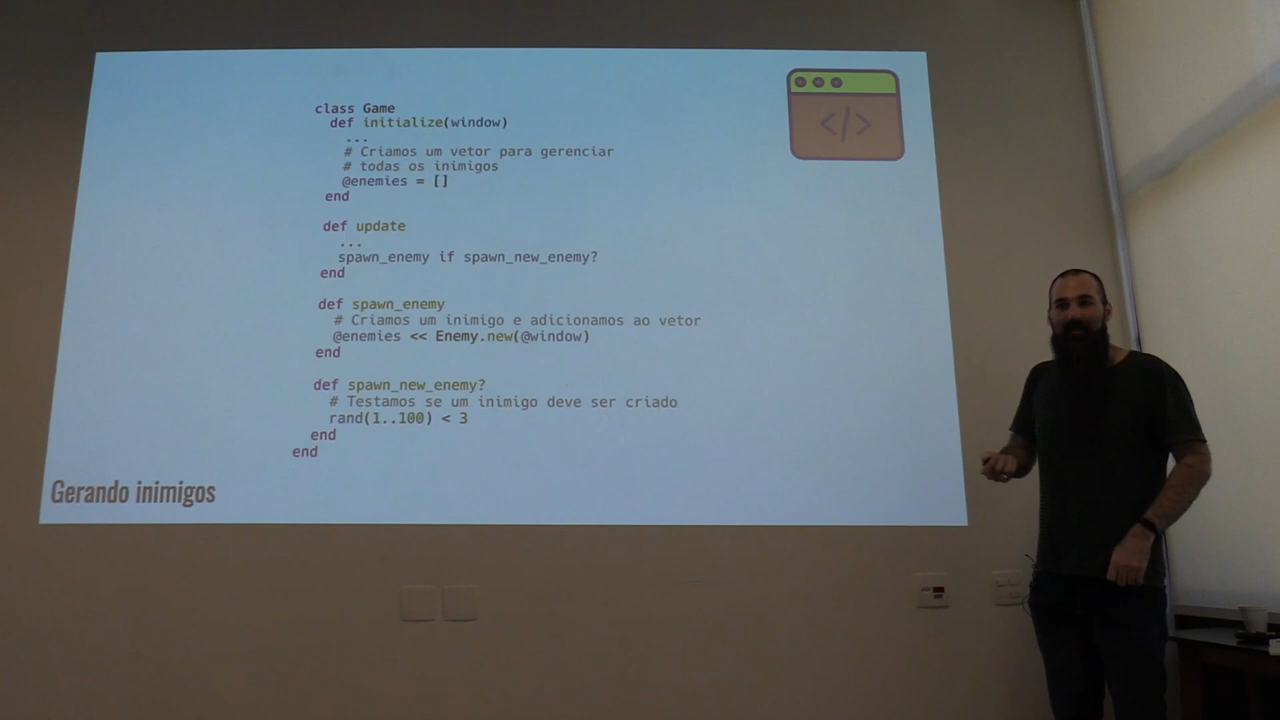 class Game
def initialize(window)
...
# Criamos um vetor para gerenciar
# todas os inimigos
@enemies = []
end
def update
...
spawn_enemy if spawn_new_enemy?
end
def spawn_enemy
# Criamos um inimigo e adicionamos ao vetor
@enemies << Enemy.new(@window)
end
def spawn_new_enemy?
# Testamos se um inimigo deve ser criado
rand(1..100) < 3
end
end
Gerando inimigos
</ >